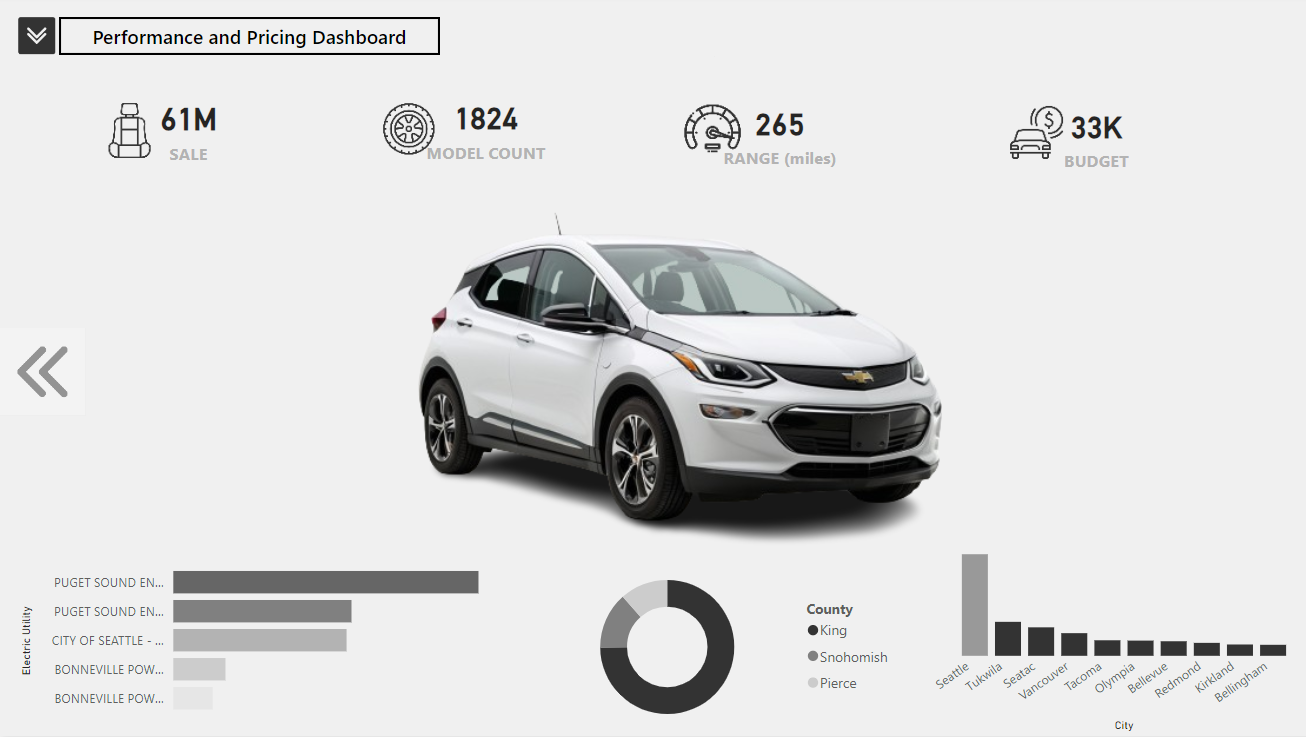 Performance and Pricing Dashboard
61M
SALE
1824
MODEL COUNT
265
RANGE (miles)
33K
BUDGET
$
Electric Utility
PUGET SOUND EN...
PUGET SOUND EN...
CITY OF SEATTLE - ...
BONNEVILLE POW...
BONNEVILLE POW...
County
King
Snohomish
Pierce
Seattle
Tukwila
Seatac
Vancouver
Tacoma
Olympia
Bellevue
Redmond
Kirkland
Bellingham
City